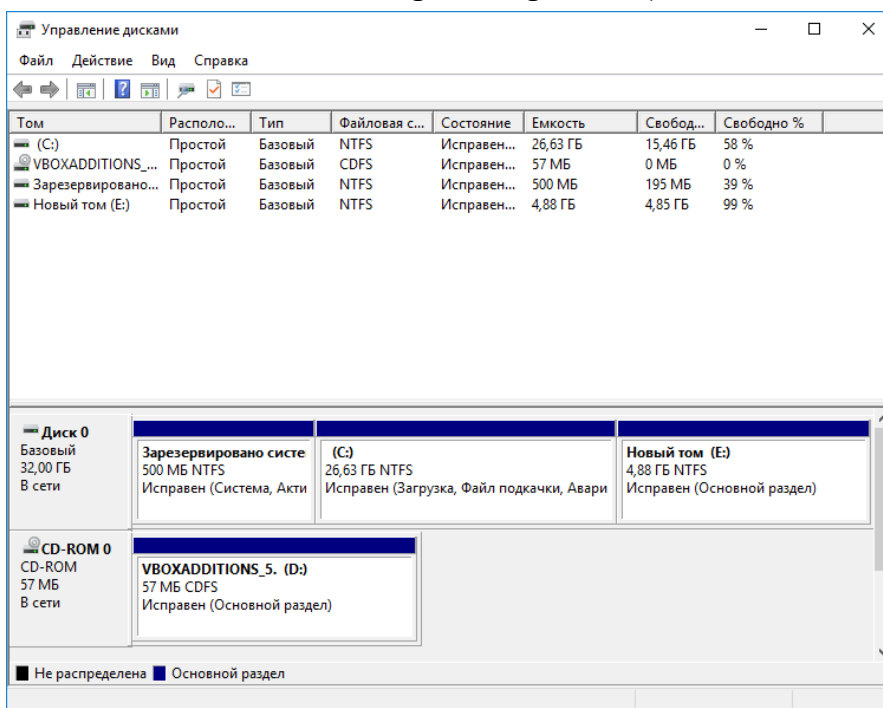 Управление дисками
Файл Действие Вид Справка
Том Располо... Тип Файловая с... Состояние Емкость Свобод... Свободно %
(C:) Простой Базовый NTFS Исправен... 26,63 ГБ 15,46 ГБ 58 %
VBOXADDITIONS_... Простой Базовый CDFS Исправен... 57 МБ 0 МБ 0 %
Зарезервировано... Простой Базовый NTFS Исправен... 500 МБ 195 МБ 39 %
Новый том (E:) Простой Базовый NTFS Исправен... 4,88 ГБ 4,85 ГБ 99 %
Диск 0
Базовый
32,00 ГБ
В сети
Зарезервировано систе
500 МБ NTFS
Исправен (Система, Акти
(C:)
26,63 ГБ NTFS
Исправен (Загрузка, Файл подкачки, Авари
Новый том (E:)
4,88 ГБ NTFS
Исправен (Основной раздел)
CD-ROM 0
CD-ROM
57 МБ
В сети
VBOXADDITIONS_5. (D:)
57 МБ CDFS
Исправен (Основной раздел)
Не распределена Основной раздел